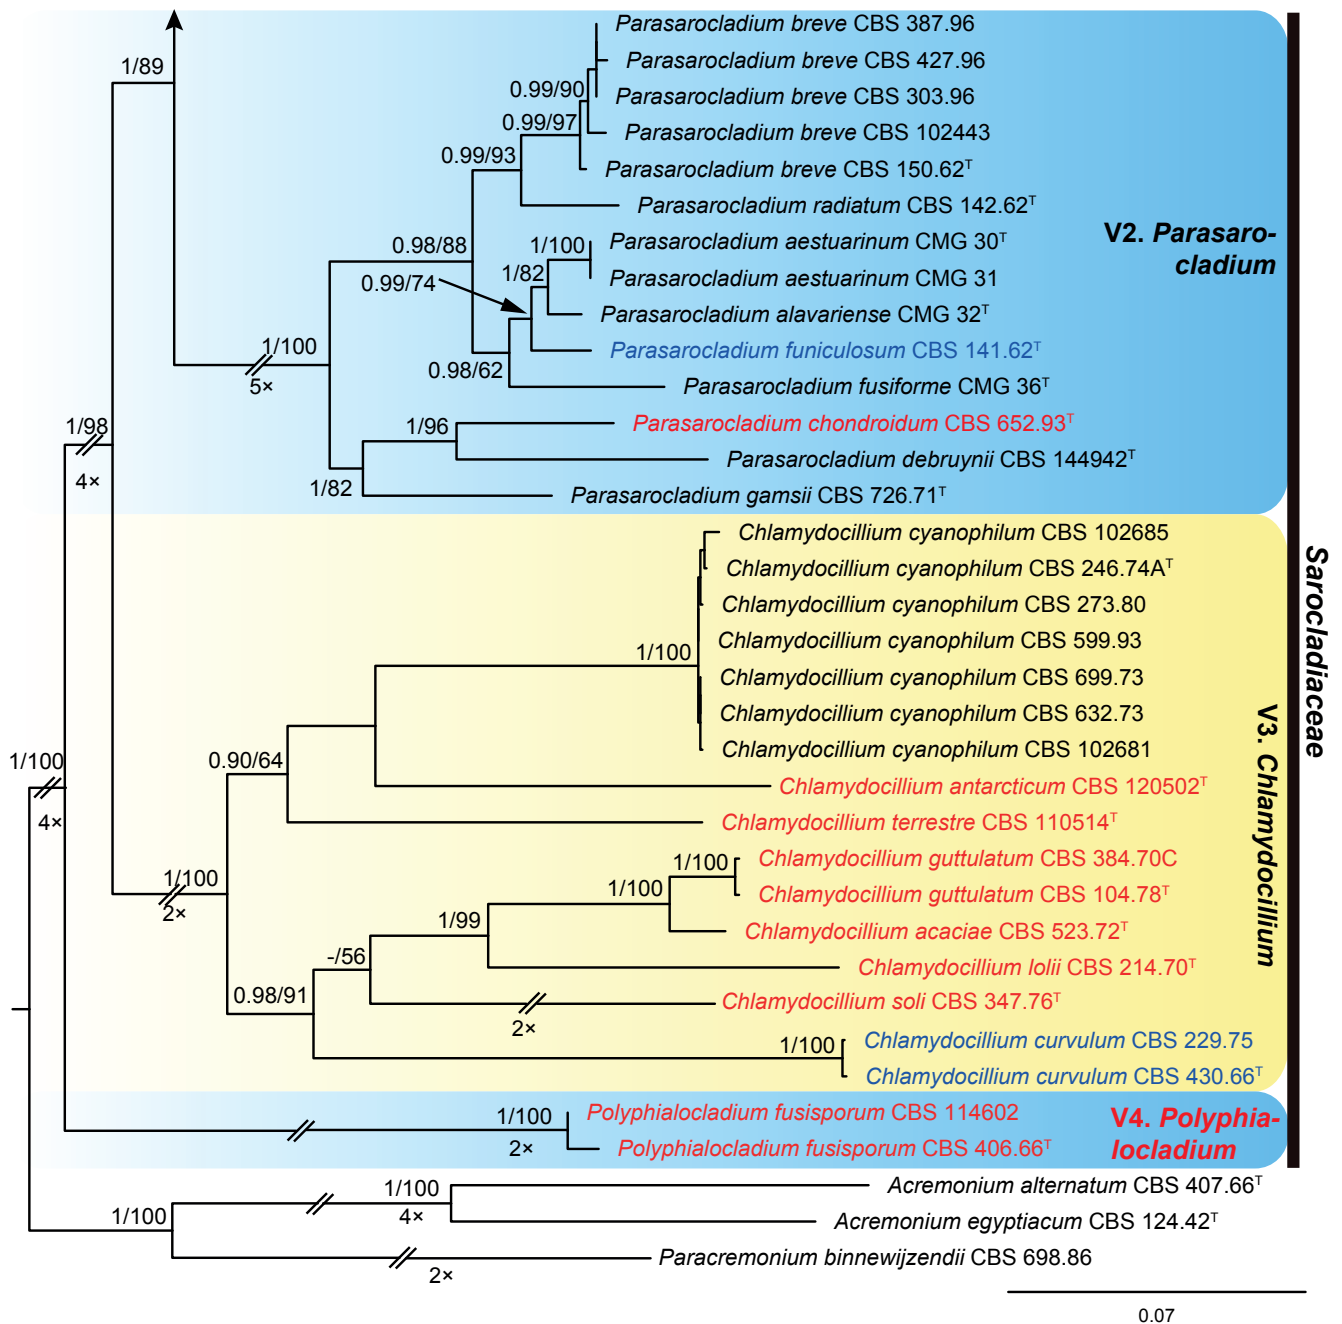 Parasarocladium breve CBS 387.96
1/89
Parasarocladium breve CBS 427.96
0.99/90
Parasarocladium breve CBS 303.96
0.99/97
Parasarocladium breve CBS 102443
0.99/93
Parasarocladium breve CBS 150.62ᵀ
Parasarocladium radiatum CBS 142.62ᵀ
V2. Parasaro-
cladium
0.98/88
1/100
Parasarocladium aestuarinum CMG 30ᵀ
0.99/74
1/82
Parasarocladium aestuarinum CMG 31
Parasarocladium alavariense CMG 32ᵀ
1/100
5×
Parasarocladium funiculosum CBS 141.62ᵀ
0.98/62
Parasarocladium fusiforme CMG 36ᵀ
1/98
4×
1/96
Parasarocladium chondroidum CBS 652.93ᵀ
Parasarocladium debruynii CBS 144942ᵀ
1/82
Parasarocladium gamsii CBS 726.71ᵀ
Chlamydocillium cyanophilum CBS 102685
Chlamydocillium cyanophilum CBS 246.74Aᵀ
Chlamydocillium cyanophilum CBS 273.80
Sarocladiaceae
1/100
Chlamydocillium cyanophilum CBS 599.93
Chlamydocillium cyanophilum CBS 699.73
Chlamydocillium cyanophilum CBS 632.73
Chlamydocillium cyanophilum CBS 102681
V3. Chlamydocillium
1/100
4×
0.90/64
Chlamydocillium antarcticum CBS 120502ᵀ
Chlamydocillium terrestre CBS 110514ᵀ
1/100
Chlamydocillium guttulatum CBS 384.70C
1/100
2×
1/100
Chlamydocillium guttulatum CBS 104.78ᵀ
1/99
Chlamydocillium acaciae CBS 523.72ᵀ
-/56
Chlamydocillium lolii CBS 214.70ᵀ
0.98/91
2×
Chlamydocillium soli CBS 347.76ᵀ
1/100
Chlamydocillium curvulum CBS 229.75
Chlamydocillium curvulum CBS 430.66ᵀ
1/100
2×
Polyphialocladium fusisporum CBS 114602
Polyphialocladium fusisporum CBS 406.66ᵀ
V4. Polyphia-
locladium
1/100
4×
Acremonium alternatum CBS 407.66ᵀ
1/100
Acremonium egyptiacum CBS 124.42ᵀ
2×
Paracremonium binnewijzendii CBS 698.86
0.07